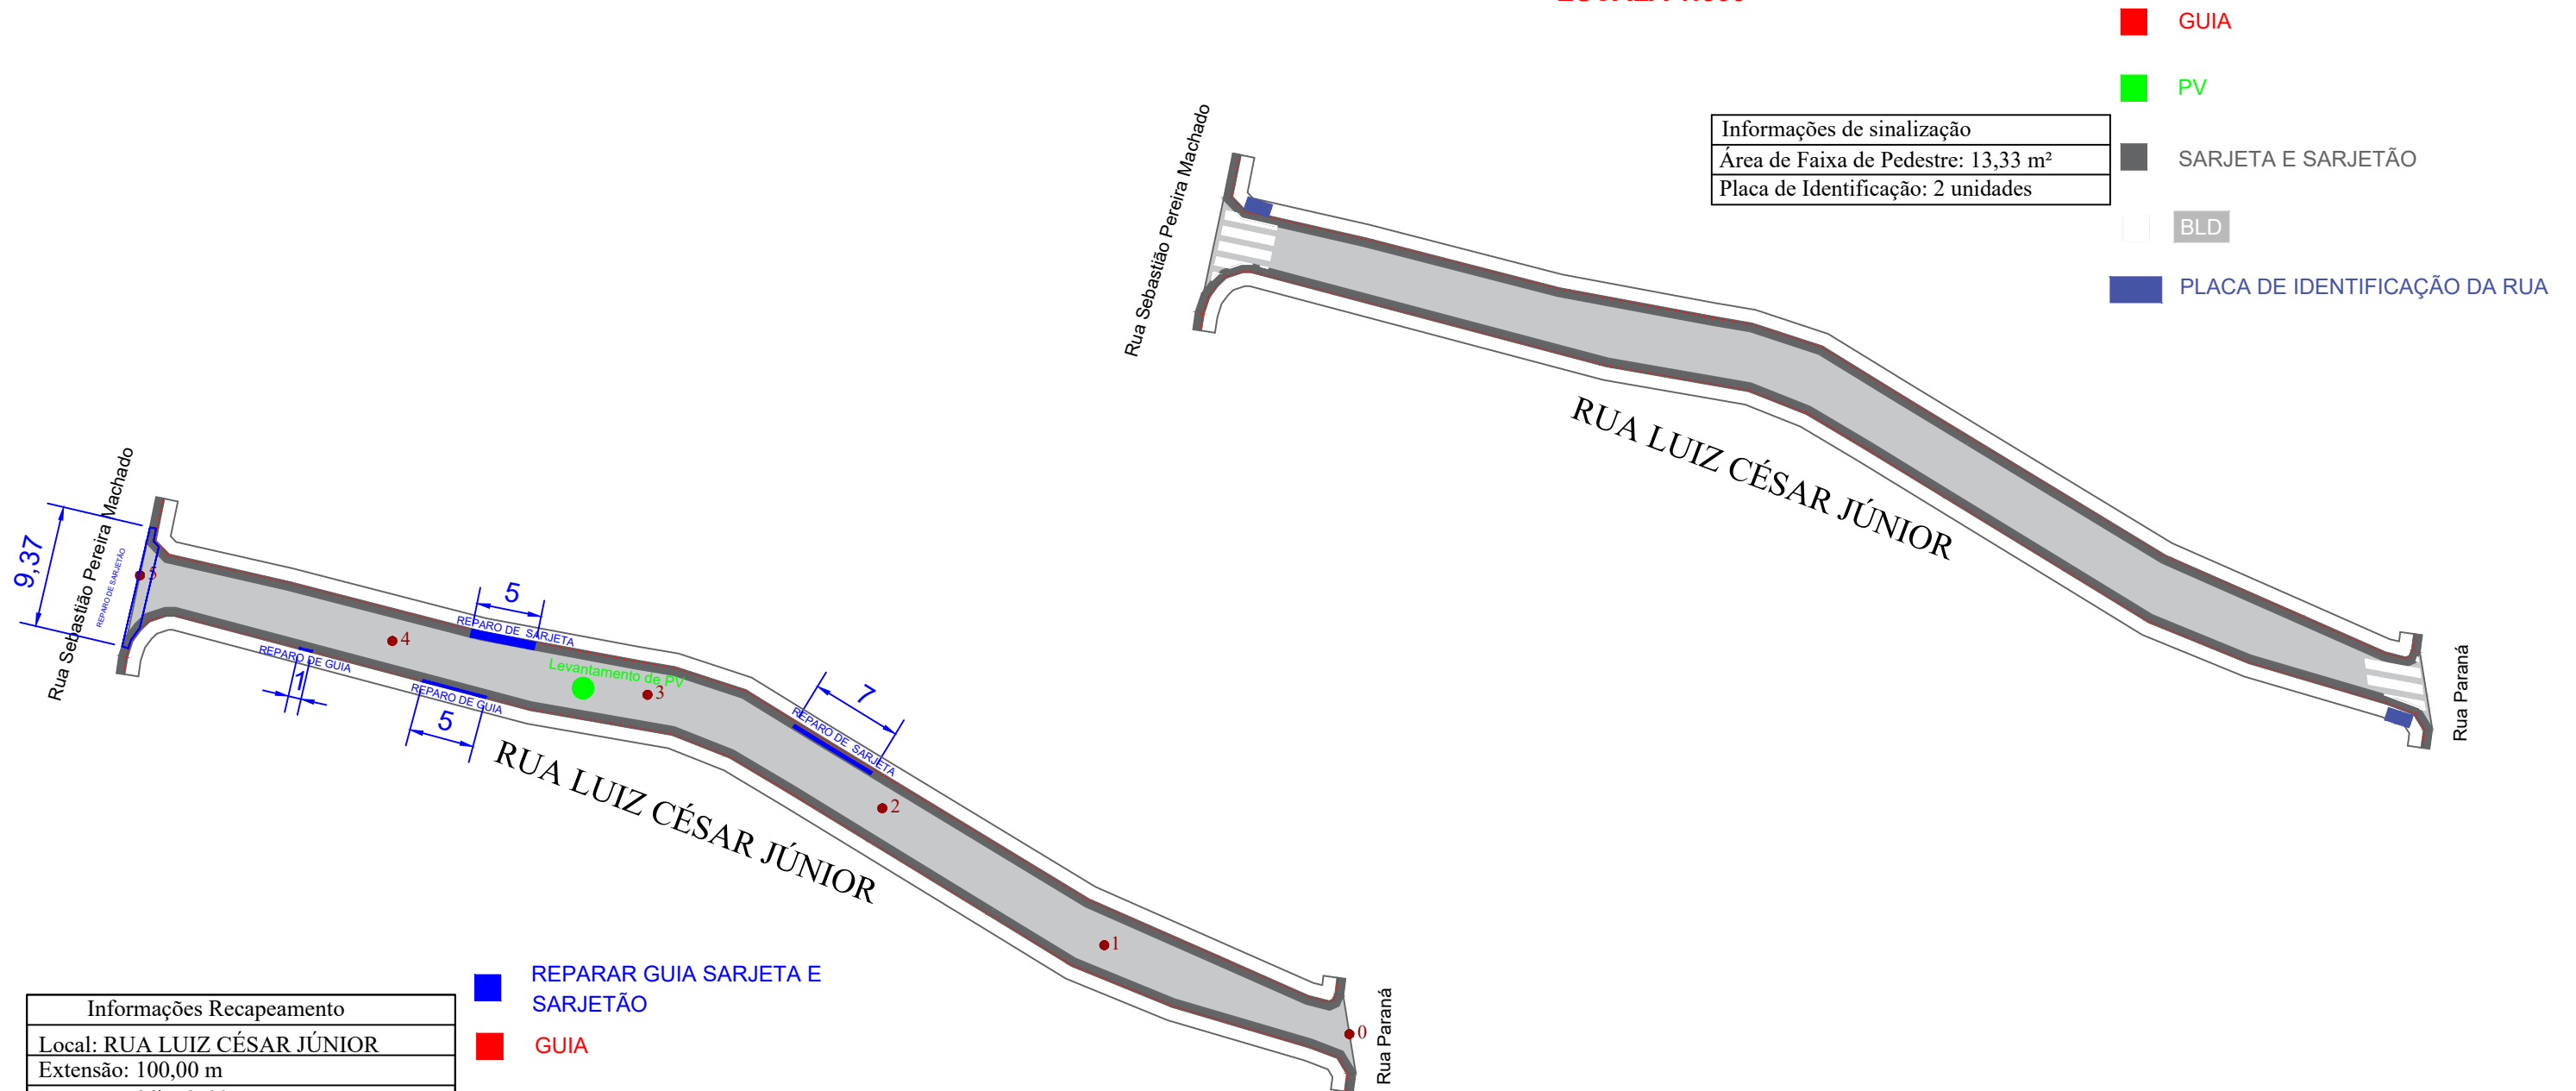 GUIA
PV
SARJETA E SARJETÃO
BLD
PLACA DE IDENTIFICAÇÃO DA RUA
Informações de sinalização
Área de Faixa de Pedestre: 13,33 m²
Placa de Identificação: 2 unidades
Rua Sebastião Pereira Machado
RUA LUIZ CÉSAR JÚNIOR
Rua Paraná
Rua Sebastião Pereira Machado
9,37
REPARO DE SARJETÃO
5
4
5
REPARO DE SARJETA
REPARO DE GUIA
1
REPARO DE GUIA
5
Levantamento de PV
3
7
REPARO DE SARJETA
2
RUA LUIZ CÉSAR JÚNIOR
1
0
Rua Paraná
REPARAR GUIA SARJETA E
SARJETÃO
GUIA
Informações Recapeamento
Local: RUA LUIZ CÉSAR JÚNIOR
Extensão: 100,00 m